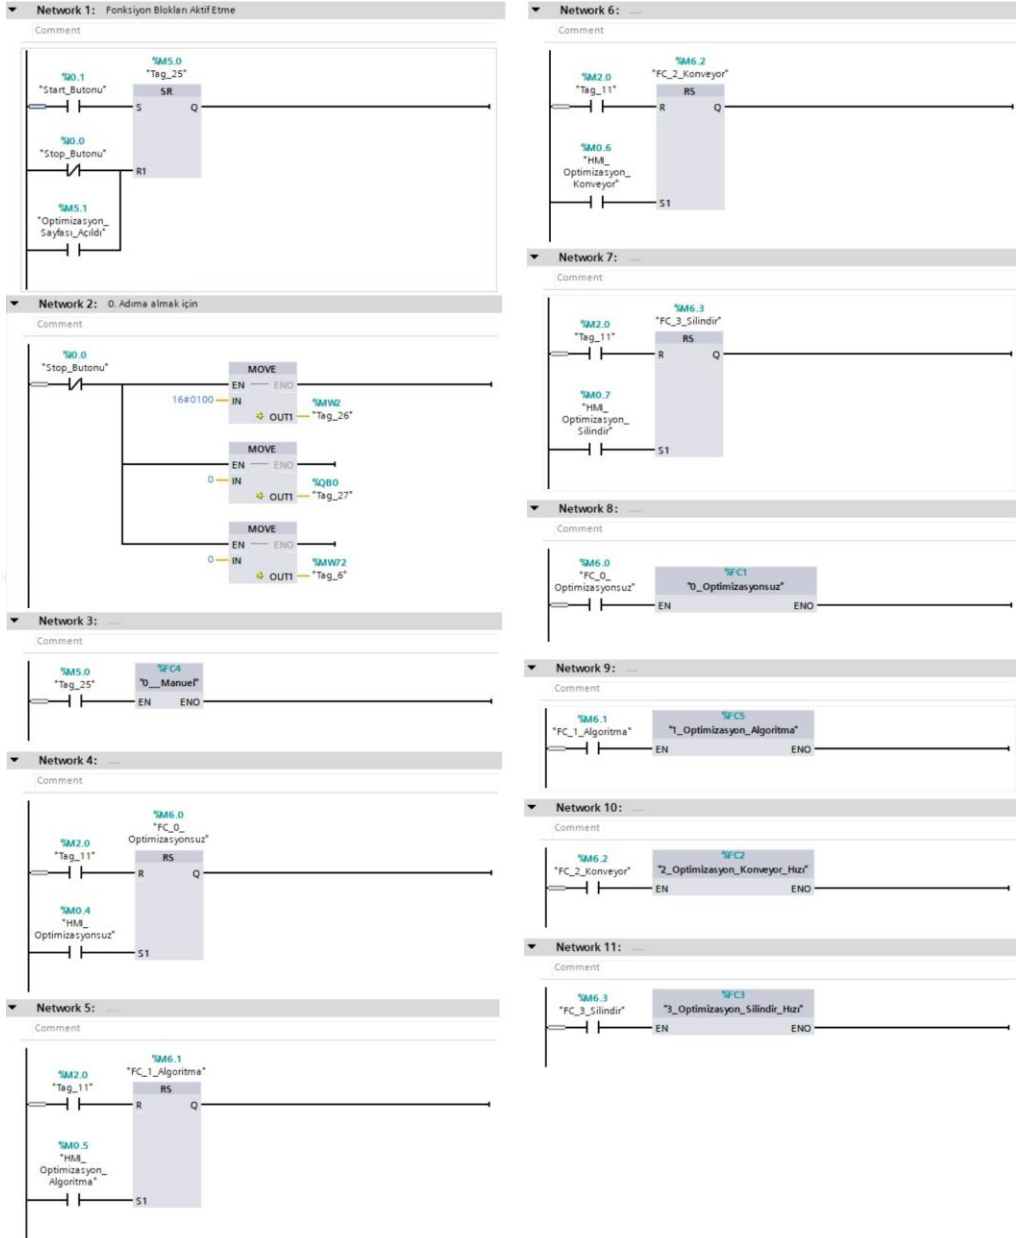 Network 1: Fonksiyon Blokları Aktif Etme
Comment
%M5.0
"Tag_25"
%I0.1
"Start_Butonu"
SR
S Q
%I0.0
"Stop_Butonu"
R1
%M5.1
"Optimizasyon_
Sayfası_Açıldı"
Network 2: 0. Adıma almak için
Comment
%I0.0
"Stop_Butonu"
MOVE
EN ENO
16#0100 IN
%MW2
OUT1 "Tag_26"
MOVE
EN ENO
0 IN
%QB0
OUT1 "Tag_27"
MOVE
EN ENO
0 IN
%MW72
OUT1 "Tag_6"
Network 3: ......
Comment
%M5.0
"Tag_25"
%FC4
"0__Manuel"
EN ENO
Network 4: ......
Comment
%M6.0
"FC_0_
Optimizasyonsuz"
%M2.0
"Tag_11"
RS
R Q
%M0.4
"HMI_
Optimizasyonsuz"
S1
Network 5: ......
Comment
%M6.1
"FC_1_Algoritma"
%M2.0
"Tag_11"
RS
R Q
%M0.5
"HMI_
Optimizasyon_
Algoritma"
S1
Network 6: ......
Comment
%M6.2
"FC_2_Konveyor"
%M2.0
"Tag_11"
RS
R Q
%M0.6
"HMI_
Optimizasyon_
Konveyor"
S1
Network 7: ......
Comment
%M6.3
"FC_3_Silindir"
%M2.0
"Tag_11"
RS
R Q
%M0.7
"HMI_
Optimizasyon_
Silindir"
S1
Network 8: ......
Comment
%M6.0
"FC_0_
Optimizasyonsuz"
%FC1
"0_Optimizasyonsuz"
EN ENO
Network 9: ......
Comment
%M6.1
"FC_1_Algoritma"
%FC5
"1_Optimizasyon_Algoritma"
EN ENO
Network 10: ......
Comment
%M6.2
"FC_2_Konveyor"
%FC2
"2_Optimizasyon_Konveyor_Hızı"
EN ENO
Network 11: ......
Comment
%M6.3
"FC_3_Silindir"
%FC3
"3_Optimizasyon_Silindir_Hızı"
EN ENO